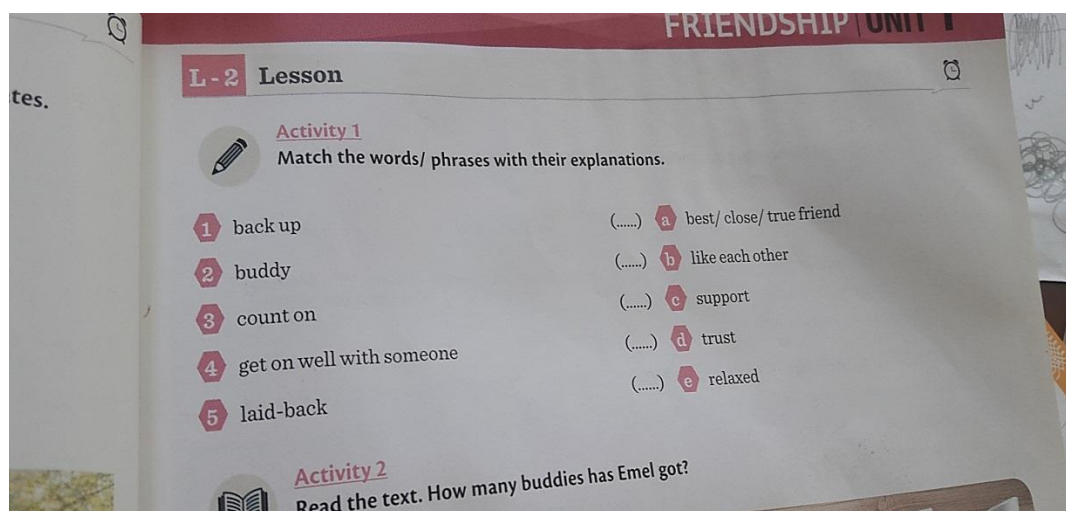 FRIENDSHIP | UNIT 1
tes.
L - 2 Lesson
Activity 1
Match the words/ phrases with their explanations.
1 back up
(......) a best/ close/ true friend
2 buddy
(......) b like each other
3 count on
(......) c support
4 get on well with someone
(......) d trust
5 laid-back
(......) e relaxed
Activity 2
Read the text. How many buddies has Emel got?